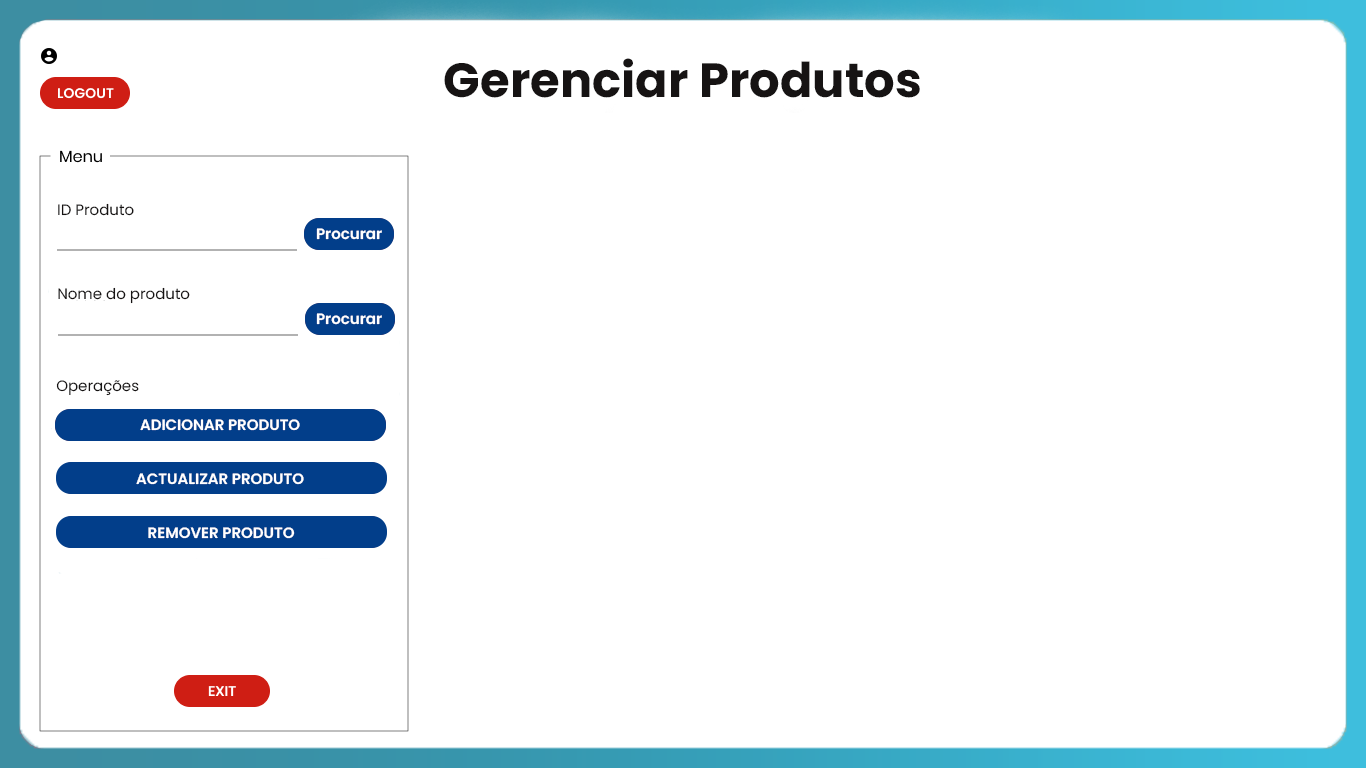 Gerenciar Produtos
LOGOUT
Menu
ID Produto
Procurar
Nome do produto
Procurar
Operações
ADICIONAR PRODUTO
ACTUALIZAR PRODUTO
REMOVER PRODUTO
EXIT